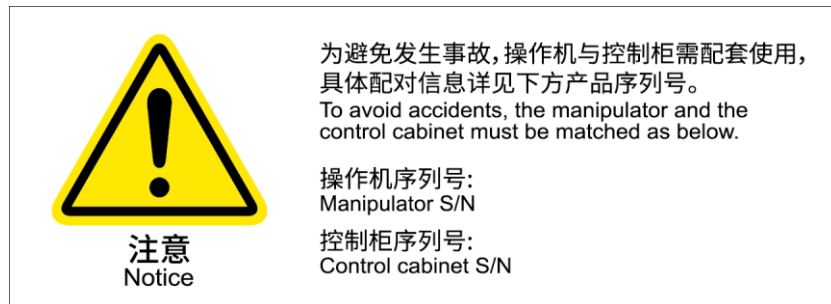 为避免发生事故，操作机与控制柜需配套使用，
具体配对信息详见下方产品序列号。
To avoid accidents, the manipulator and the
control cabinet must be matched as below.
操作机序列号:
Manipulator S/N
控制柜序列号:
Control cabinet S/N
注意
Notice